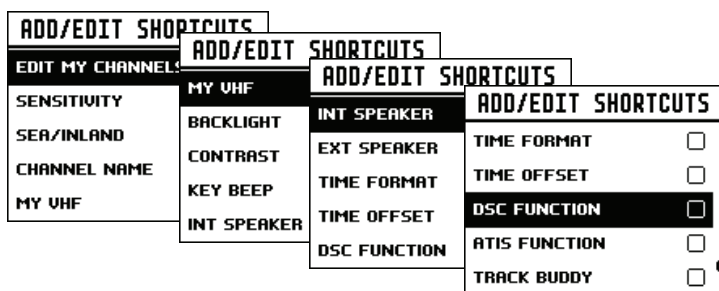 ADD/EDIT SHORTCUTS
EDIT MY CHANNELS
SENSITIVITY
SEA/INLAND
CHANNEL NAME
MY VHF
ADD/EDIT SHORTCUTS
MY VHF
BACKLIGHT
CONTRAST
KEY BEEP
INT SPEAKER
ADD/EDIT SHORTCUTS
INT SPEAKER
EXT SPEAKER
TIME FORMAT
TIME OFFSET
DSC FUNCTION
ADD/EDIT SHORTCUTS
TIME FORMAT
TIME OFFSET
DSC FUNCTION
ATIS FUNCTION
TRACK BUDDY